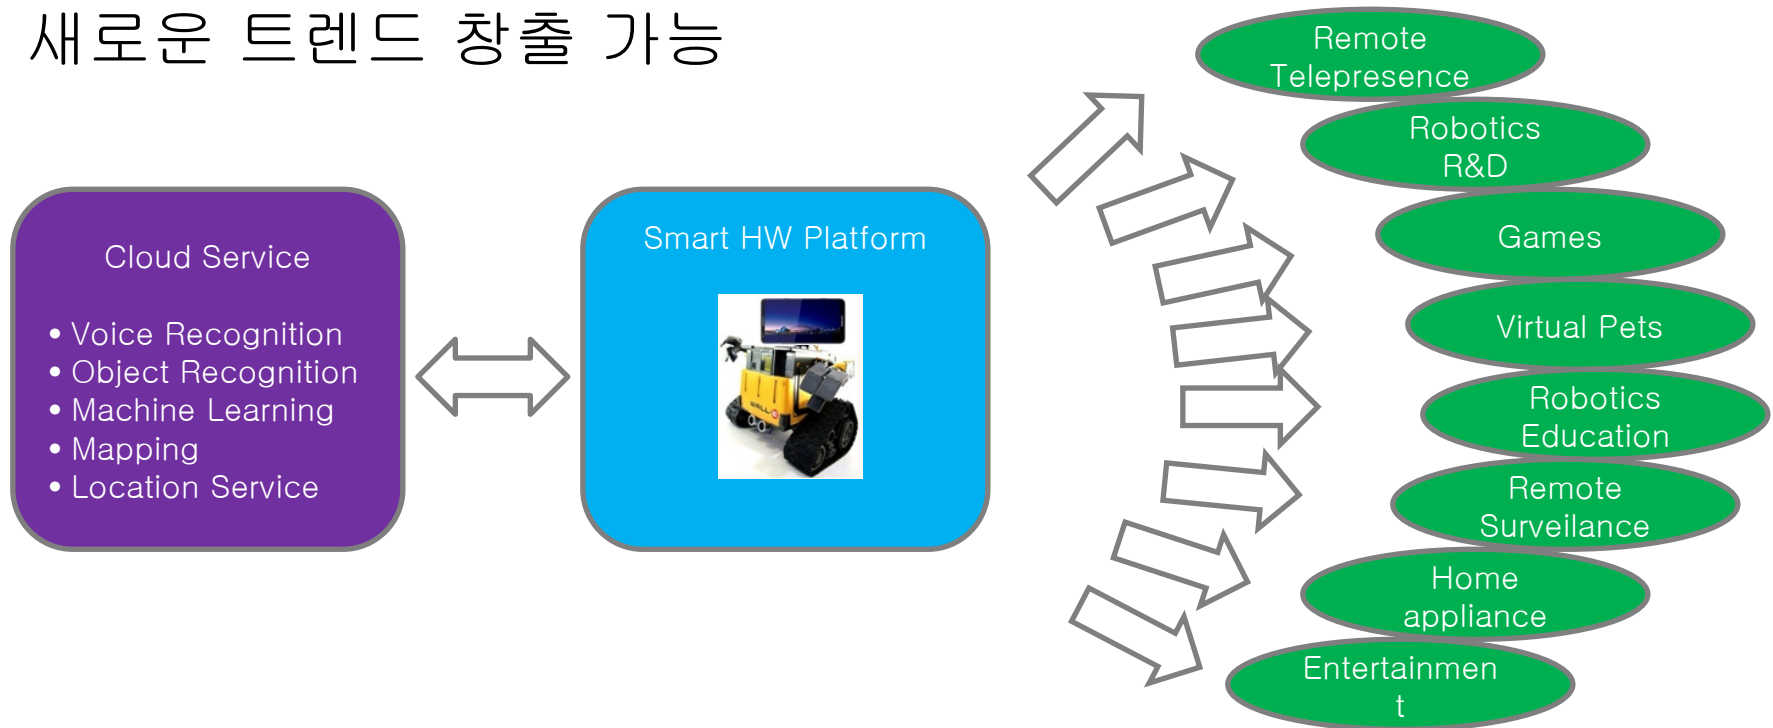 새로운 트렌드 창출 가능
Cloud Service
• Voice Recognition
• Object Recognition
• Machine Learning
• Mapping
• Location Service
Smart HW Platform
WALL•E
Remote
Telepresence
Robotics
R&D
Games
Virtual Pets
Robotics
Education
Remote
Surveilance
Home
appliance
Entertainmen
t